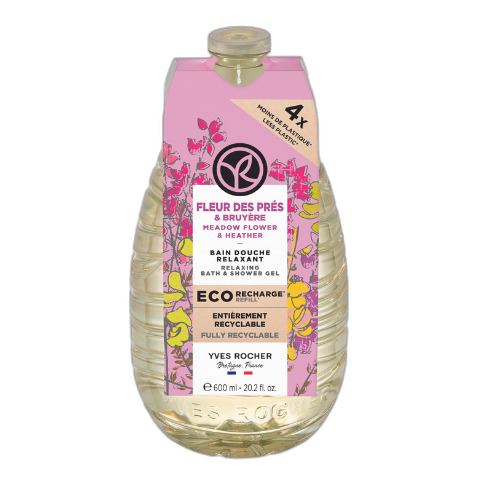 4x
MOINS DE PLASTIQUE*
LESS PLASTIC*
FLEUR DES PRÉS
& BRUYÈRE
MEADOW FLOWER
& HEATHER
BAIN DOUCHE
RELAXANT
RELAXING
BATH & SHOWER GEL
ECO RECHARGE*
REFILL*
ENTIÈREMENT
RECYCLABLE
FULLY RECYCLABLE
YVES ROCHER
Bretagne, France
℮ 600 ml - 20.2 fl. oz.